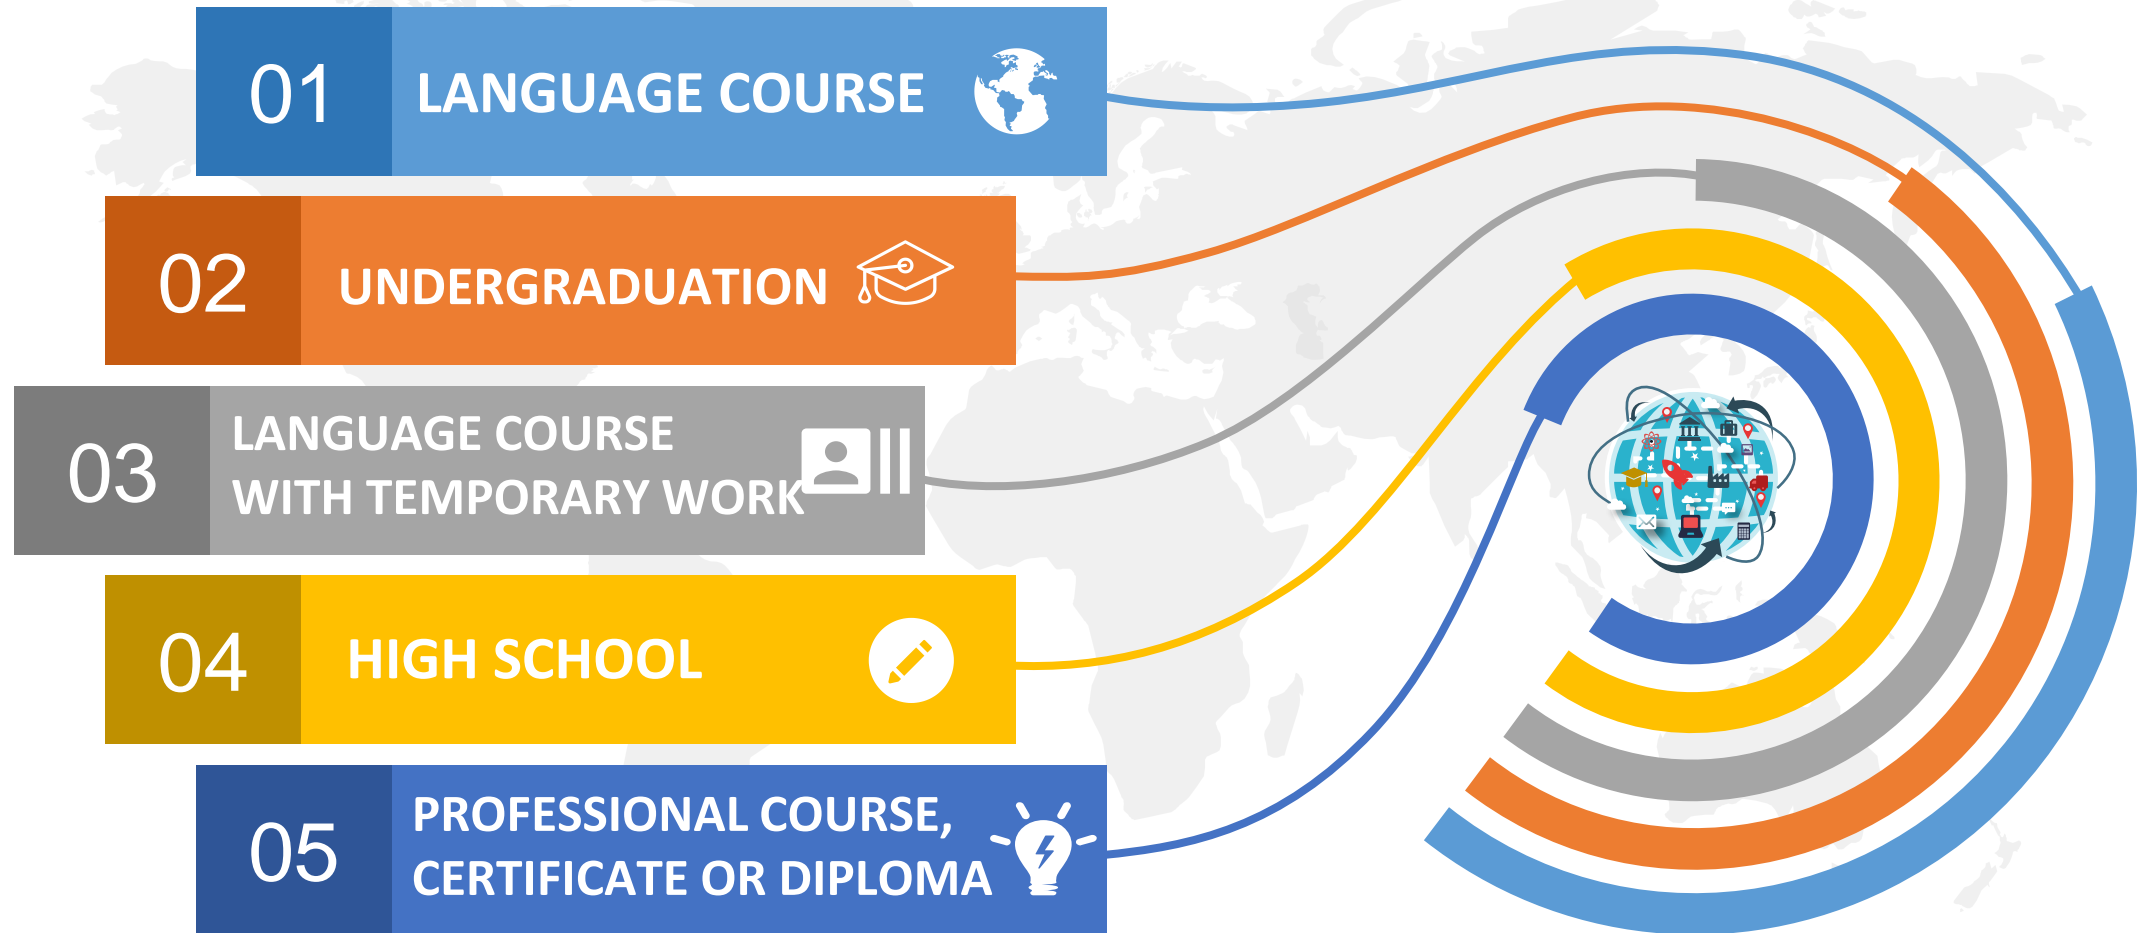 01
LANGUAGE COURSE
02
UNDERGRADUATION
03
LANGUAGE COURSE
WITH TEMPORARY WORK
04
HIGH SCHOOL
05
PROFESSIONAL COURSE,
CERTIFICATE OR DIPLOMA